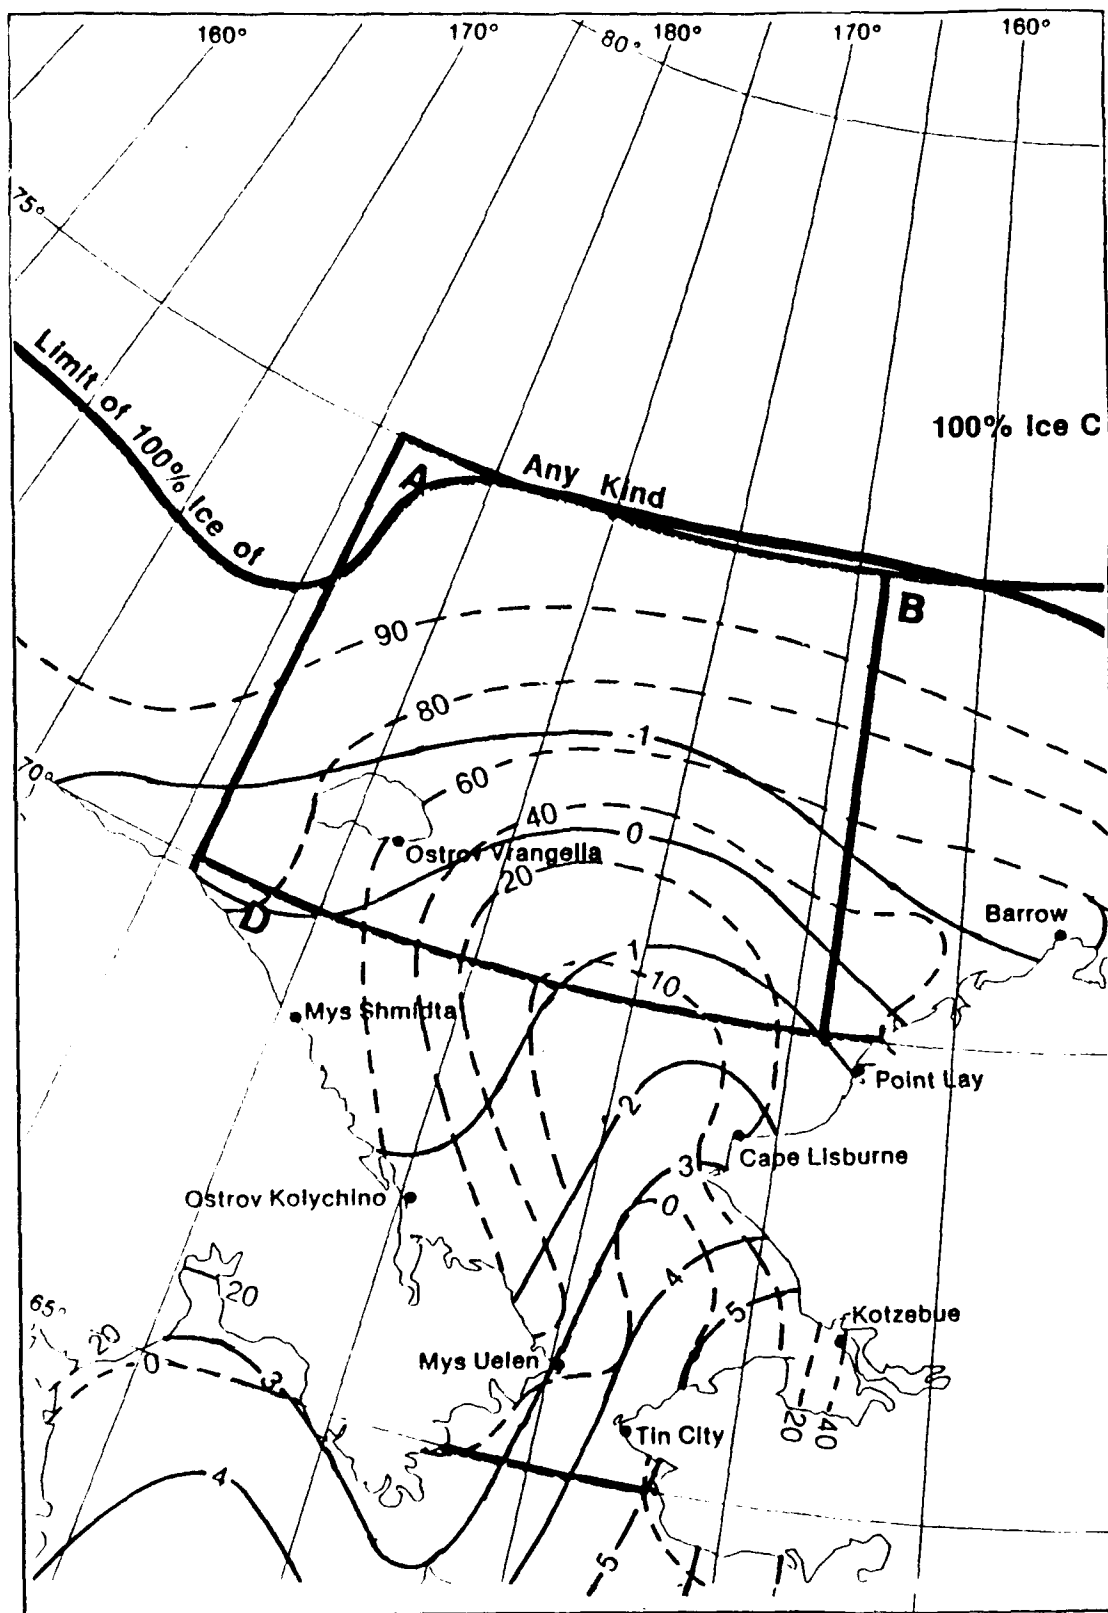 160°
170°
80°
180°
170°
160°
75°
Limit of 100% Ice of
Any Kind
100% Ice C
A
B
90
80
-1
70°
60
40
0
Ostrov Vrangella
20
D
Barrow
1
10
Mys Shmidta
Point Lay
2
Cape Lisburne
3
Ostrov Kolychino
0
4
20
5
65°
Kotzebue
20
0
Mys Uelen
3
20
40
Tin City
4
5